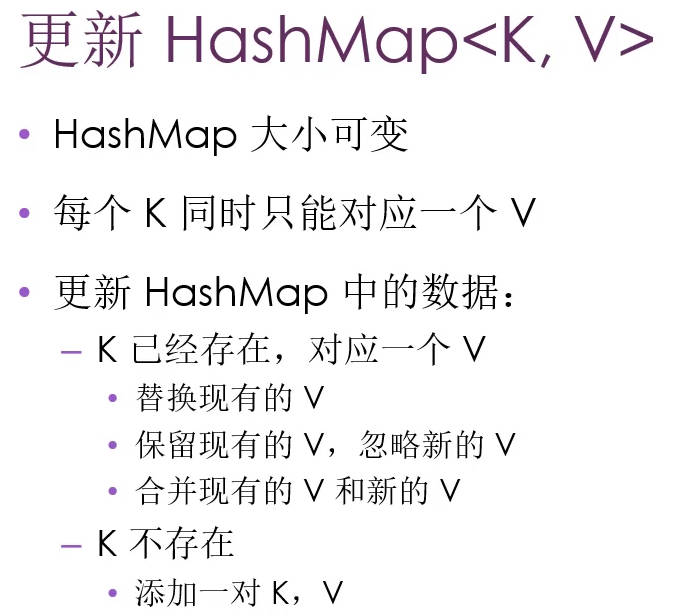 更新 HashMap<K, V>
• HashMap 大小可变
• 每个 K 同时只能对应一个 V
• 更新 HashMap 中的数据：
– K 已经存在，对应一个 V
• 替换现有的 V
• 保留现有的 V，忽略新的 V
• 合并现有的 V 和新的 V
– K 不存在
• 添加一对 K，V